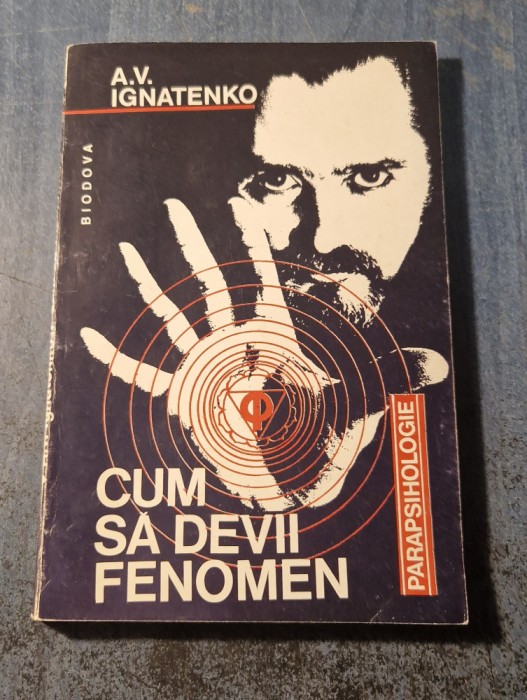 A.V.
IGNATENKO
BIODOVA
Φ
CUM
SĂ DEVII
FENOMEN
PARAPSIHOLOGIE